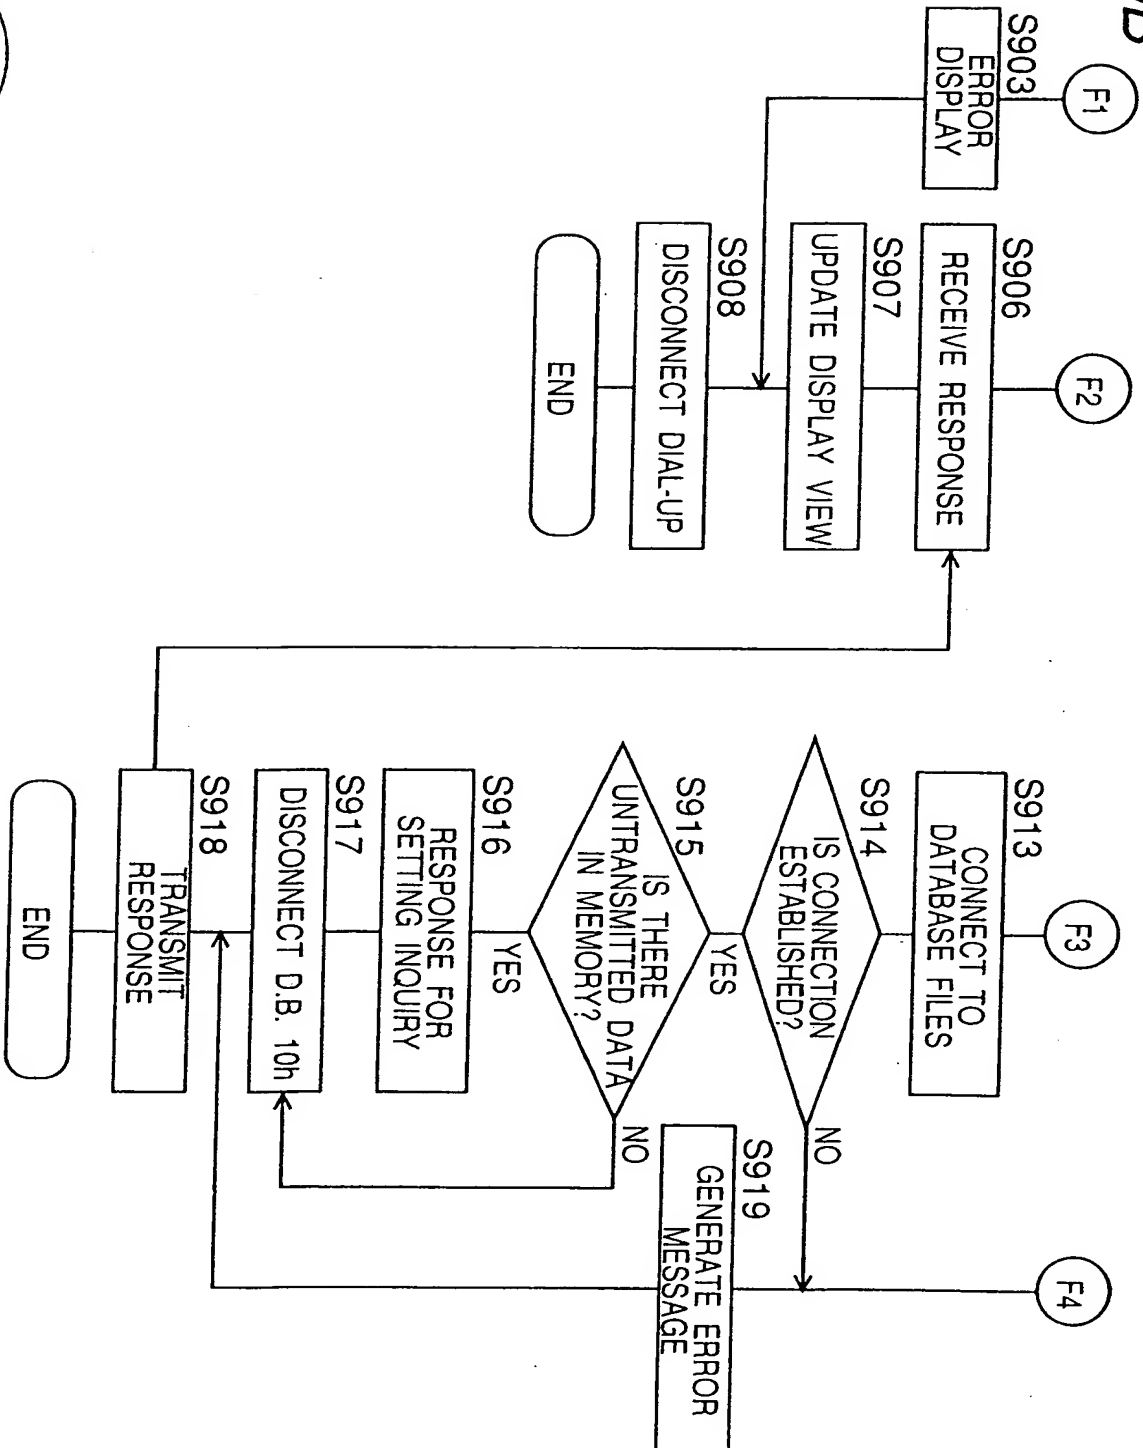 F1
S903
ERROR
DISPLAY
F2
S906
RECEIVE RESPONSE
S907
UPDATE DISPLAY VIEW
S908
DISCONNECT DIAL-UP
END
F3
S913
CONNECT TO
DATABASE FILES
S914
IS CONNECTION
ESTABLISHED?
NO
YES
S915
IS THERE
UNTRANSMITTED DATA
IN MEMORY?
NO
YES
S916
RESPONSE FOR
SETTING INQUIRY
S917
DISCONNECT D.B. 10h
S918
TRANSMIT
RESPONSE
END
F4
S919
GENERATE ERROR
MESSAGE